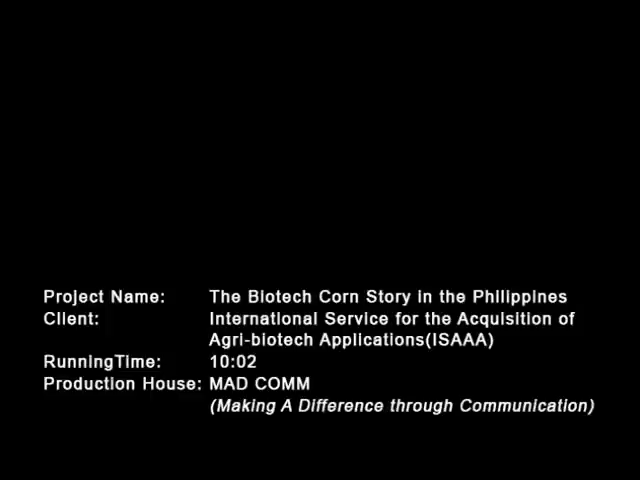 Project Name: The Biotech Corn Story in the Philippines
Client: International Service for the Acquisition of
Agri-biotech Applications(ISAAA)
RunningTime: 10:02
Production House: MAD COMM
(Making A Difference through Communication)